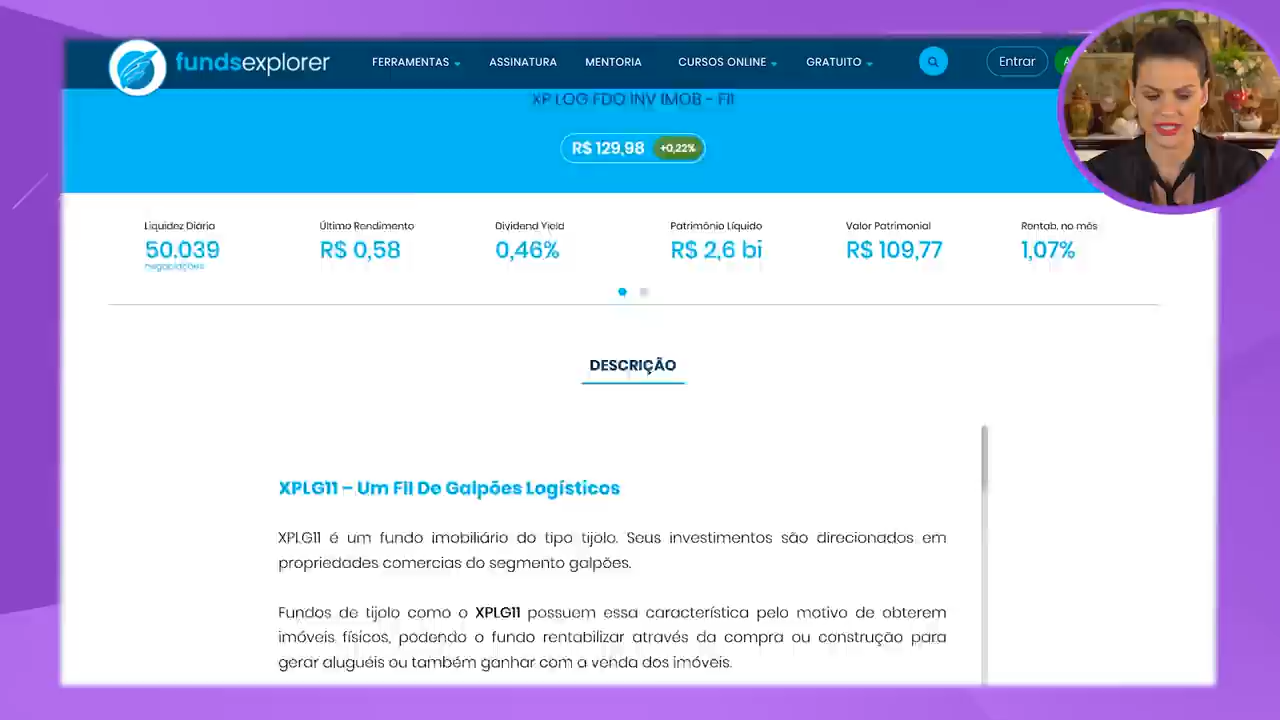 fundsexplorer FERRAMENTAS ASSINATURA MENTORIA CURSOS ONLINE GRATUITO Entrar
XP LOG FDO INV IMOB - FII
R$ 129,98 +0,22%
Liquidez Diária Último Rendimento Dividend Yield Patrimônio Líquido Valor Patrimonial Rentab. no mês
50.039 R$ 0,58 0,46% R$ 2,6 bi R$ 109,77 1,07%
negociações
DESCRIÇÃO
XPLG11 – Um FII De Galpões Logísticos
XPLG11 é um fundo imobiliário do tipo tijolo. Seus investimentos são direcionados em
propriedades comercias do segmento galpões.
Fundos de tijolo como o XPLG11 possuem essa característica pelo motivo de obterem
imóveis físicos, podendo o fundo rentabilizar através da compra ou construção para
gerar aluguéis ou também ganhar com a venda dos imóveis.